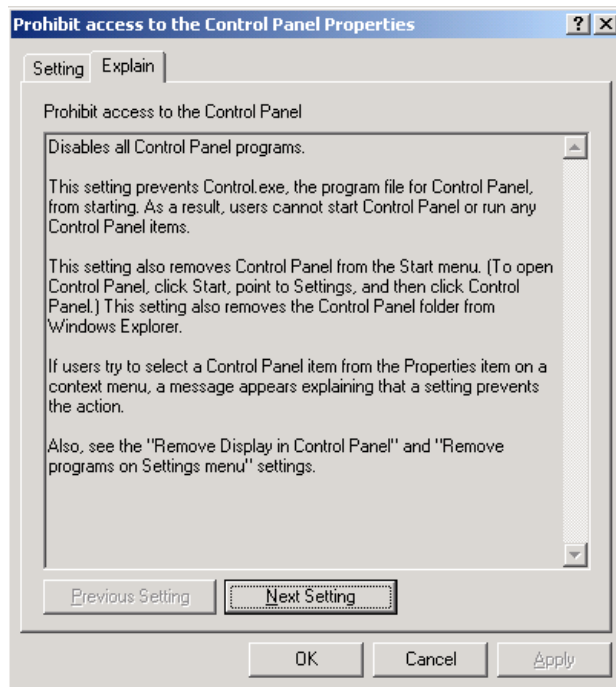 Prohibit access to the Control Panel Properties
Setting
Explain
Prohibit access to the Control Panel
Disables all Control Panel programs.
This setting prevents Control.exe, the program file for Control Panel,
from starting. As a result, users cannot start Control Panel or run any
Control Panel items.
This setting also removes Control Panel from the Start menu. (To open
Control Panel, click Start, point to Settings, and then click Control
Panel.) This setting also removes the Control Panel folder from
Windows Explorer.
If users try to select a Control Panel item from the Properties item on a
context menu, a message appears explaining that a setting prevents
the action.
Also, see the "Remove Display in Control Panel" and "Remove
programs on Settings menu" settings.
Previous Setting
Next Setting
OK
Cancel
Apply